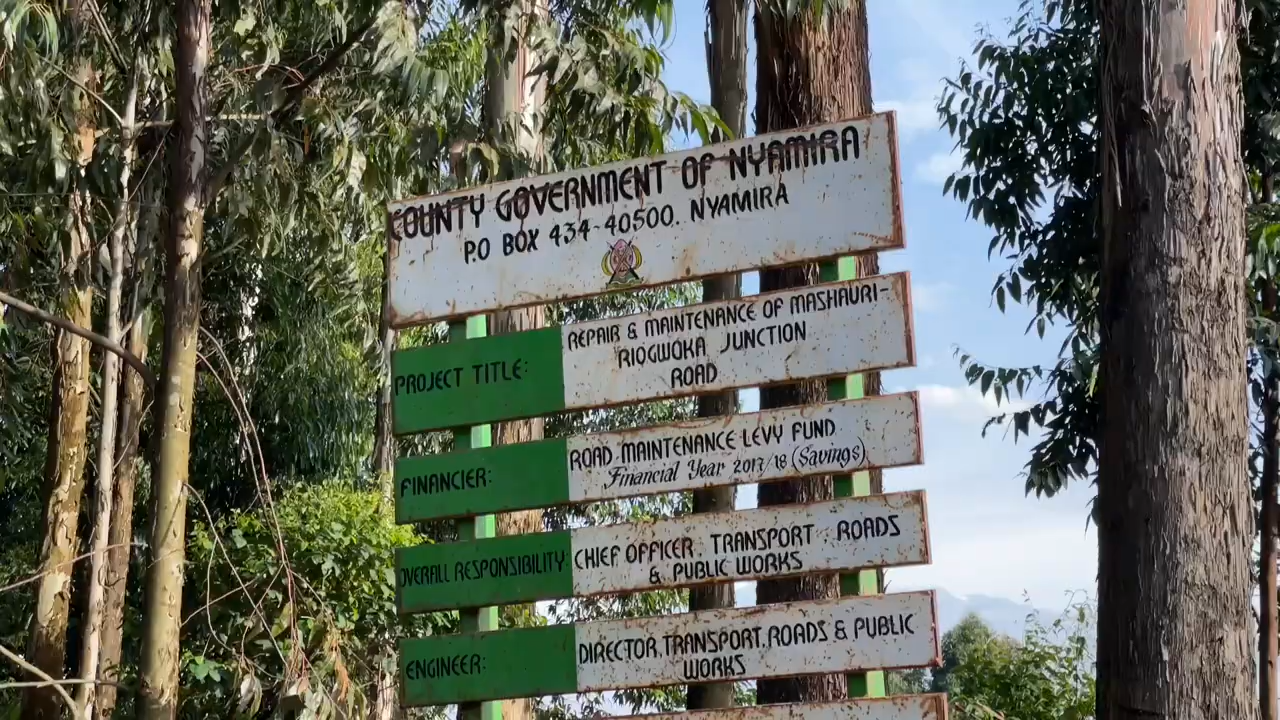 COUNTY GOVERNMENT OF NYAMIRA
P.O BOX 434-40500. NYAMIRA
PROJECT TITLE:
REPAIR & MAINTENANCE OF MASHAURI-
RIOGWOKA JUNCTION
ROAD
FINANCIER:
ROAD MAINTENANCE LEVY FUND
Financial Year 2017/18 (Savings)
OVERALL RESPONSIBILITY:
CHIEF OFFICER, TRANSPORT ROADS
& PUBLIC WORKS
ENGINEER:
DIRECTOR, TRANSPORT, ROADS & PUBLIC
WORKS